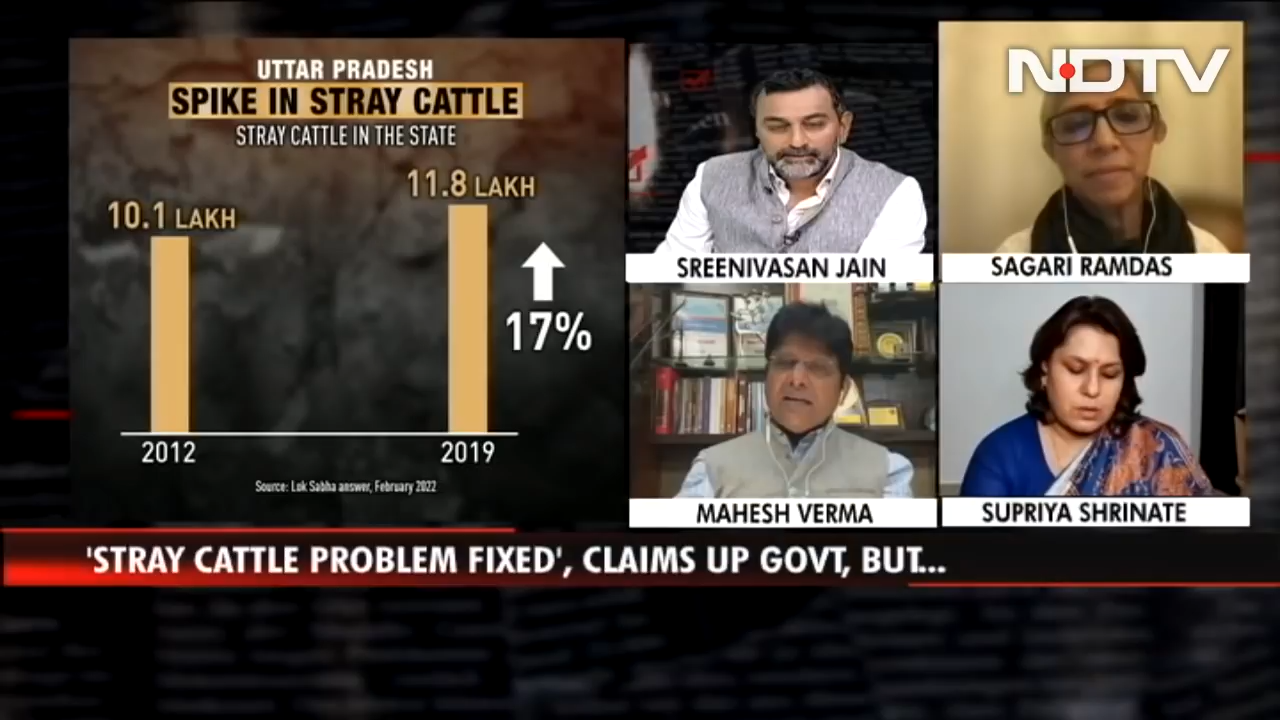 NDTV
UTTAR PRADESH
SPIKE IN STRAY CATTLE
STRAY CATTLE IN THE STATE
10.1 LAKH
11.8 LAKH
17%
2012
2019
Source: Lok Sabha answer, February 2022
SREENIVASAN JAIN
SAGARI RAMDAS
MAHESH VERMA
SUPRIYA SHRINATE
'STRAY CATTLE PROBLEM FIXED', CLAIMS UP GOVT, BUT...